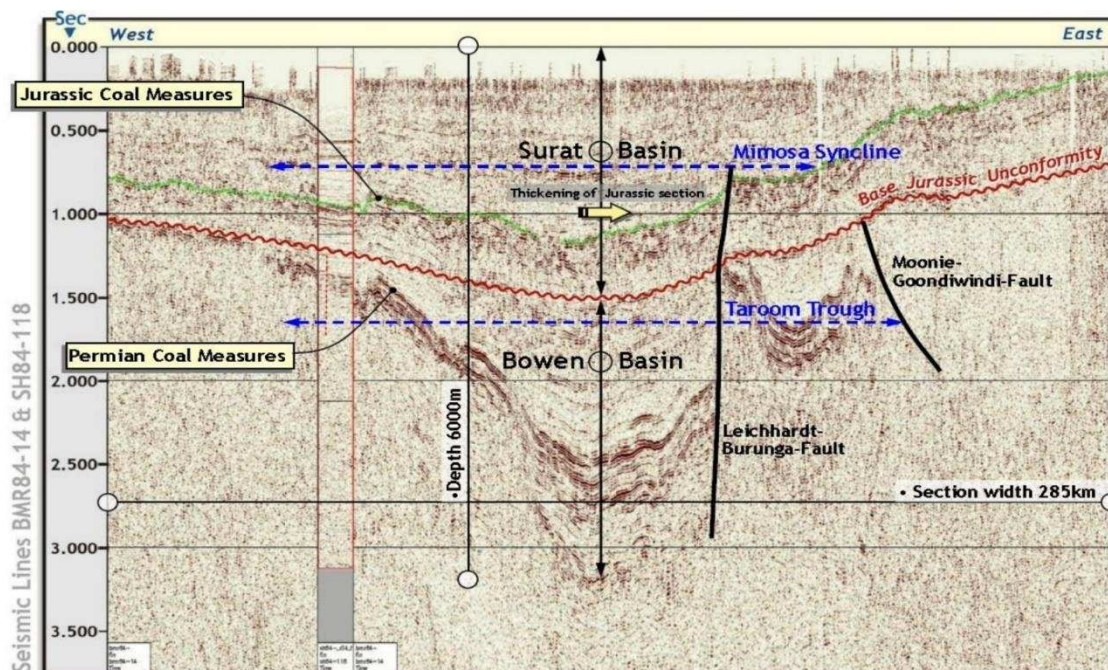 Sec
West
East
0.000
Jurassic Coal Measures
0.500
Surat Basin
Mimosa Syncline
Thickening of Jurassic section
Base Jurassic Unconformity
1.000
Moonie-
Goondiwindi-Fault
1.500
Taroom Trough
Permian Coal Measures
Bowen Basin
2.000
•Depth 6000m
Leichhardt-
Burunga-Fault
2.500
• Section width 285km
3.000
3.500
Seismic Lines BMR84-14 & SH84-118